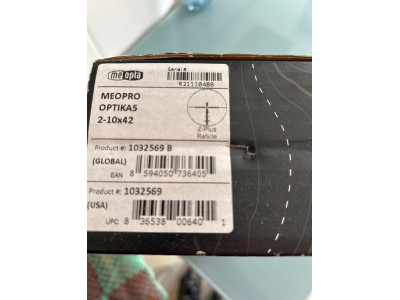 meopta
Serial #
R21110480
MEOPRO
OPTIKA5
2-10x42
Z-Plus
Reticle
Product #: 1032569 B
(GLOBAL)
EAN 8 594050 736405
Product #: 1032569
(USA)
UPC 8 36538 00640 1